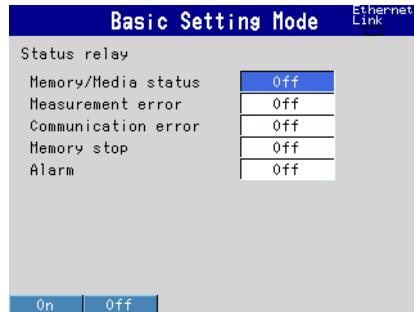 Basic Setting Mode
Ethernet
Link
Status relay
Memory/Media status Off
Measurement error Off
Communication error Off
Memory stop Off
Alarm Off
On Off